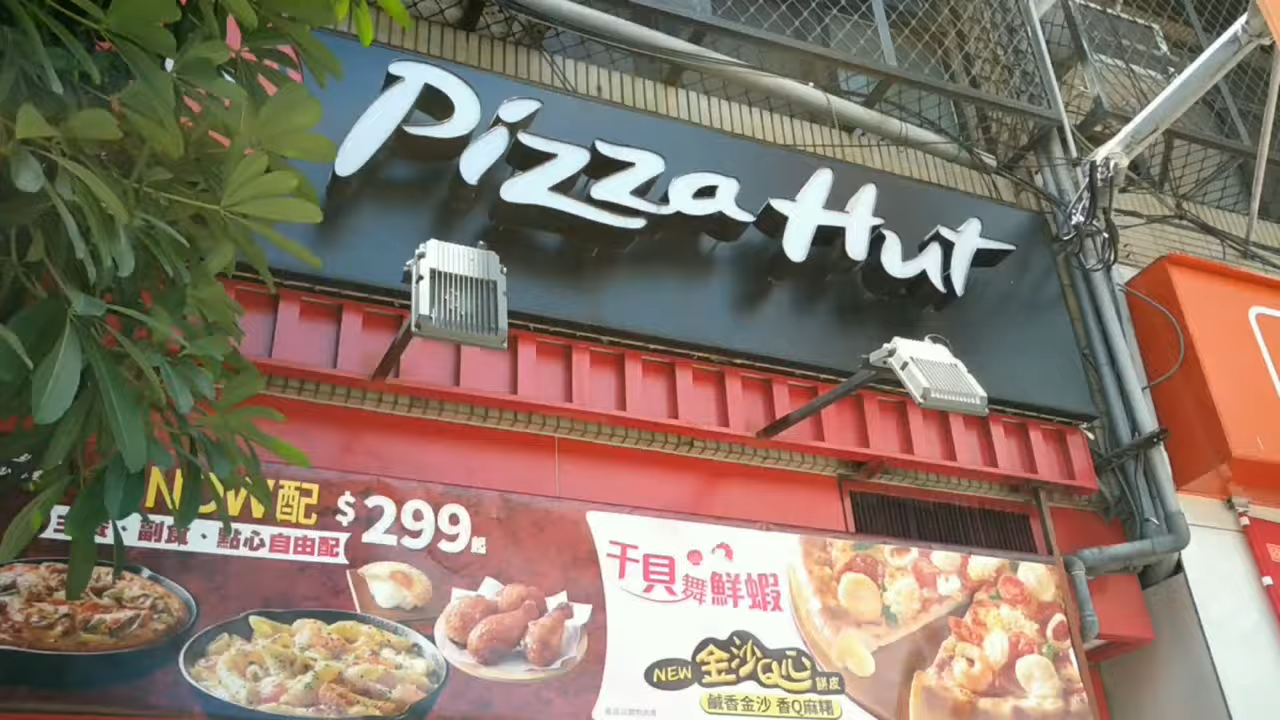 Pizza Hut
NOW配 $299起
主食·副食·點心自由配
干貝舞鮮蝦
NEW 金沙QQ心餅皮
鹹香金沙 香Q麻糬